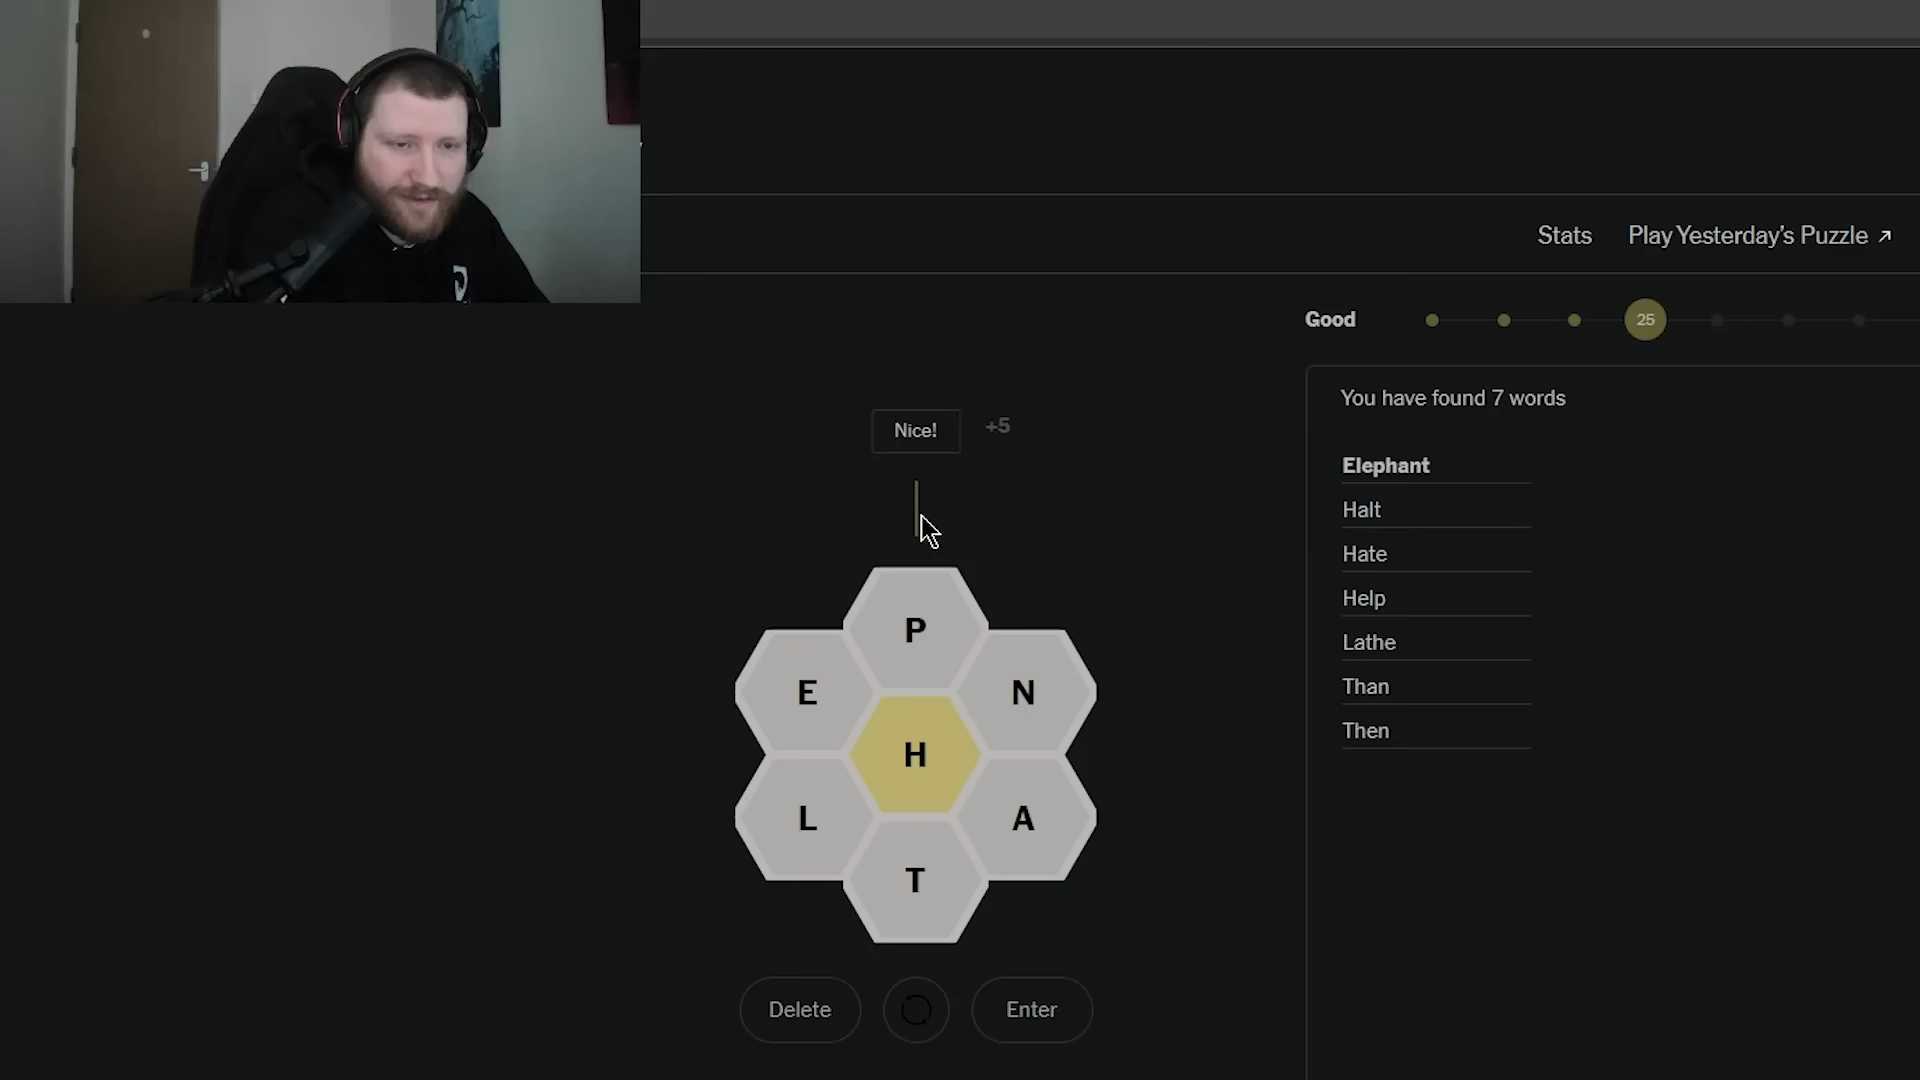 Stats
Play Yesterday's Puzzle ↗
Good
25
You have found 7 words
Nice!
+5
Elephant
Halt
Hate
Help
Lathe
Than
Then
P
E
N
H
L
A
T
Delete
Enter